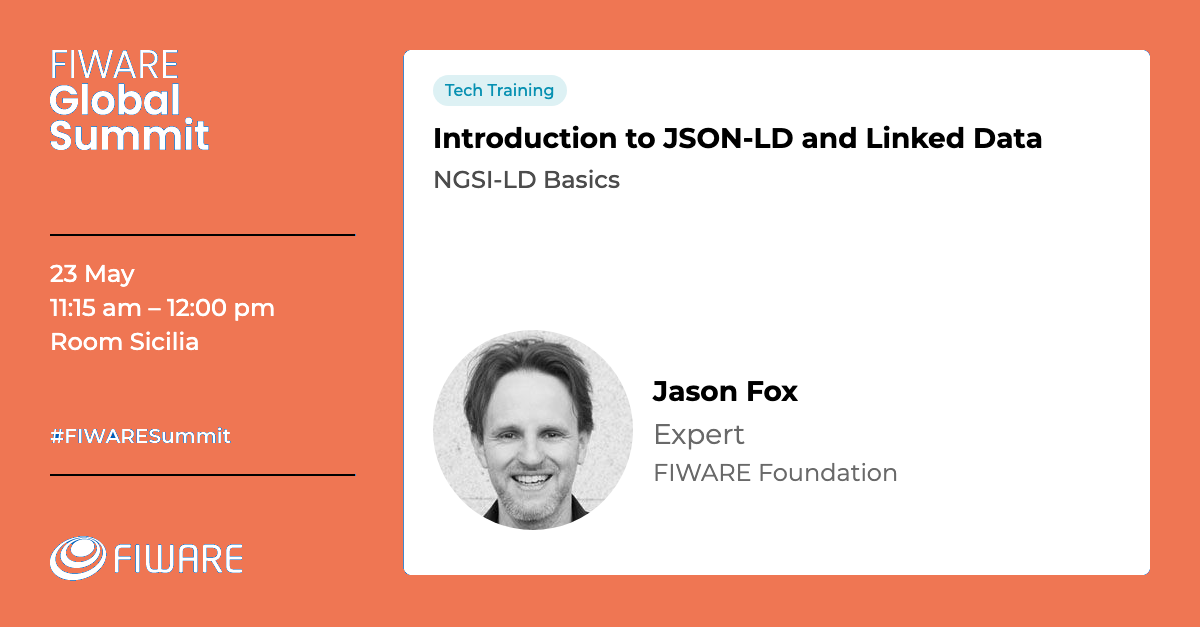 FIWARE
Global
Summit
23 May
11:15 am – 12:00 pm
Room Sicilia
#FIWARESummit
FIWARE
Tech Training
Introduction to JSON-LD and Linked Data
NGSI-LD Basics
Jason Fox
Expert
FIWARE Foundation